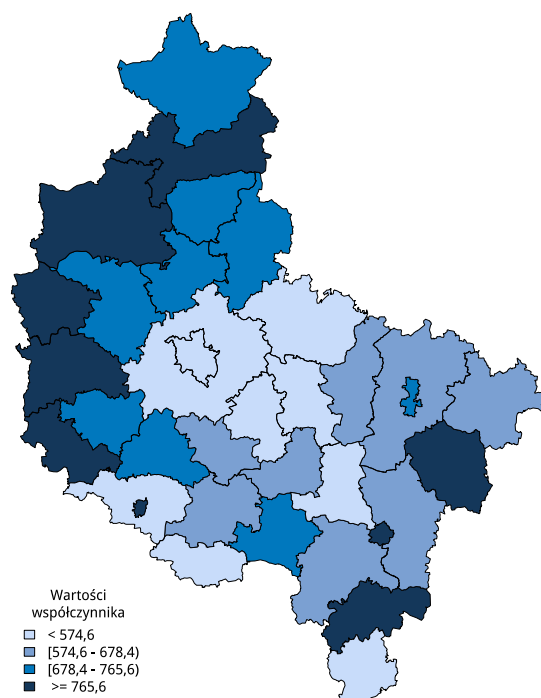 Wartości
współczynnika
< 574,6
[574,6 - 678,4)
[678,4 - 765,6)
>= 765,6